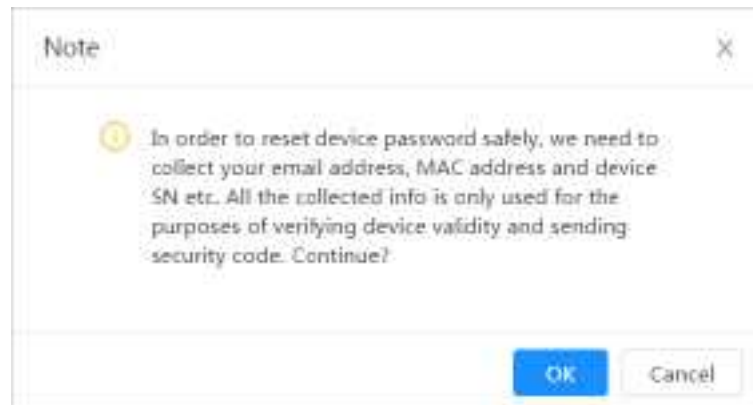 Note
In order to reset device password safely, we need to
collect your email address, MAC address and device
SN etc. All the collected info is only used for the
purposes of verifying device validity and sending
security code. Continue?
OK
Cancel